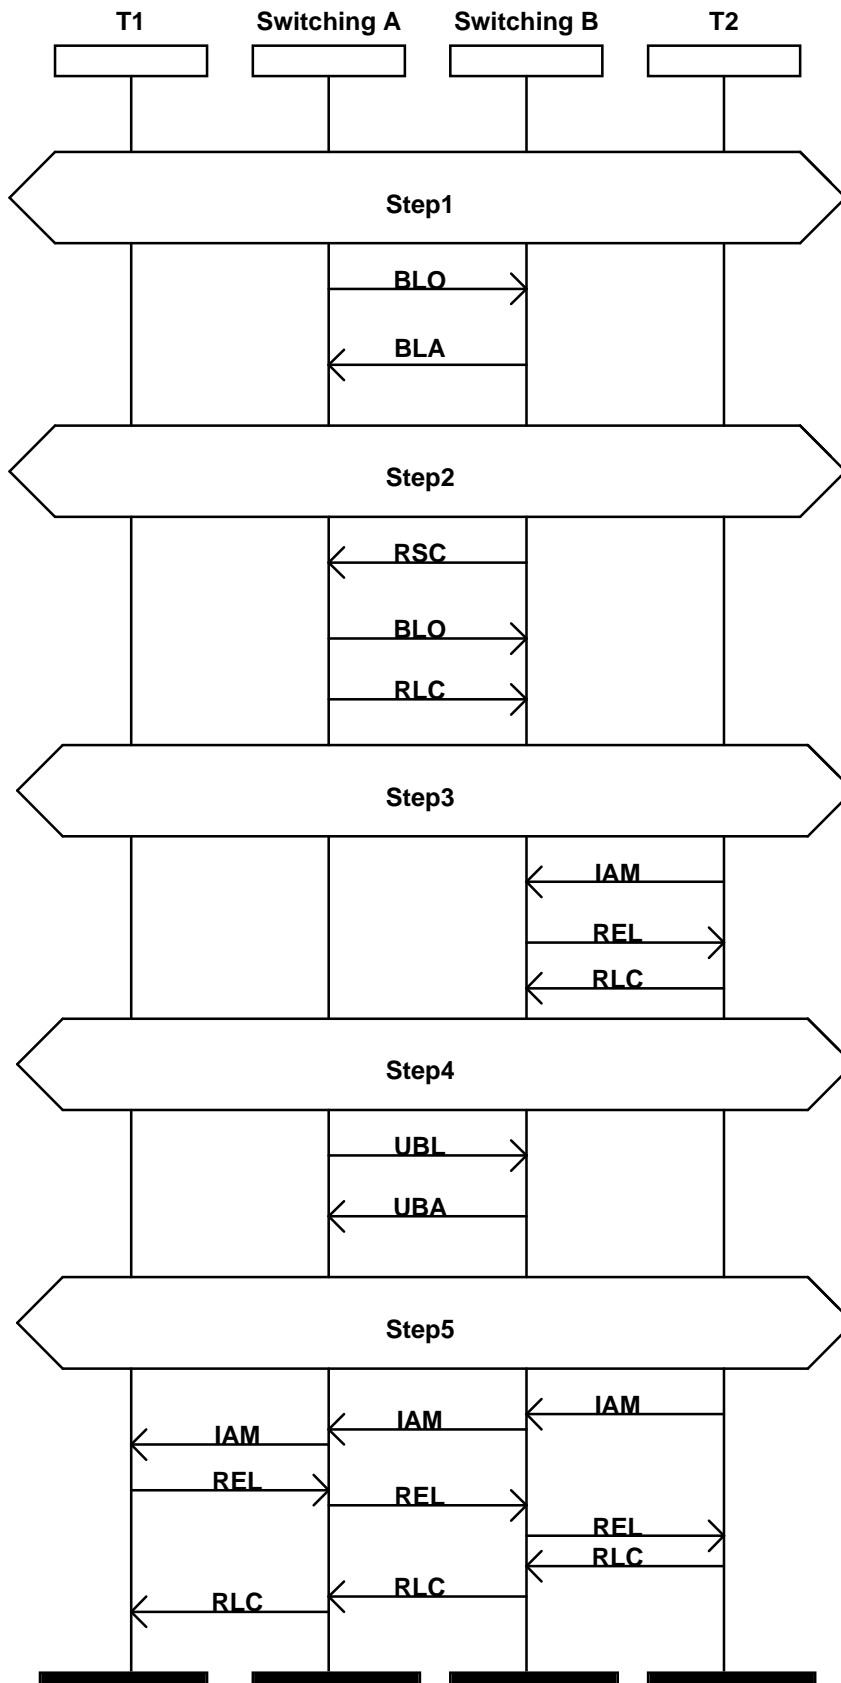 T1 Switching A Switching B T2
Step1
BLO
BLA
Step2
RSC
BLO
RLC
Step3
IAM
REL
RLC
Step4
UBL
UBA
Step5
IAM
IAM
IAM
REL
REL
REL
RLC
RLC
RLC